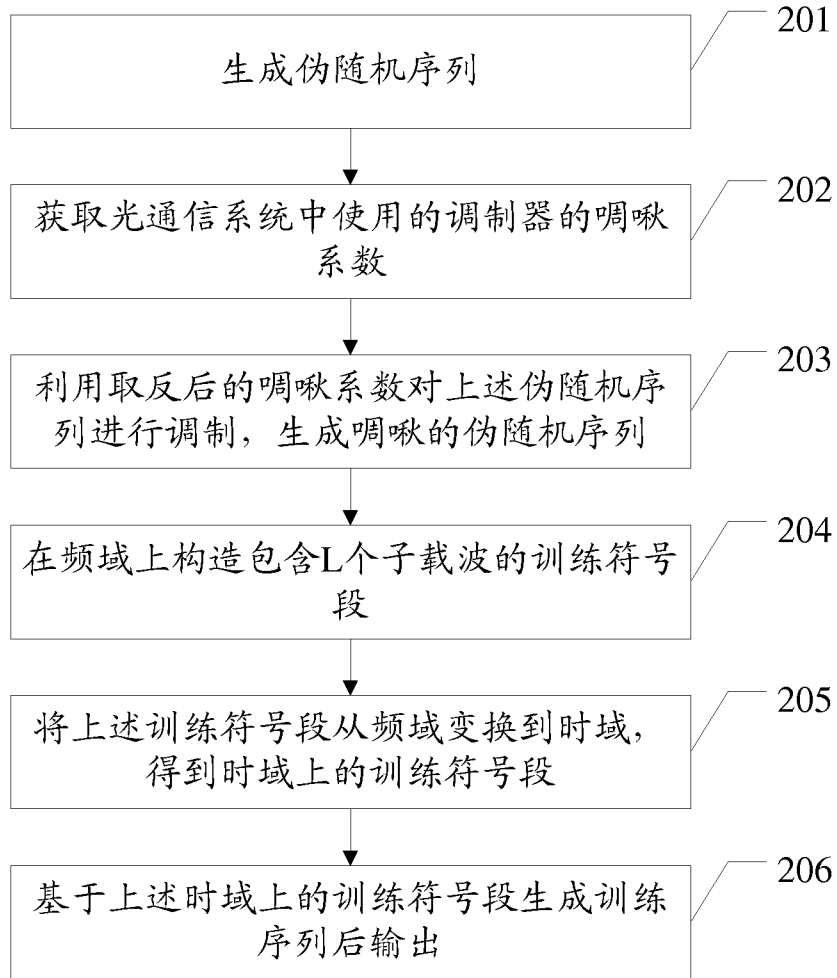 201
生成伪随机序列
202
获取光通信系统中使用的调制器的啁啾
系数
203
利用取反后的啁啾系数对上述伪随机序
列进行调制，生成啁啾的伪随机序列
204
在频域上构造包含L个子载波的训练符号
段
205
将上述训练符号段从频域变换到时域，
得到时域上的训练符号段
206
基于上述时域上的训练符号段生成训练
序列后输出